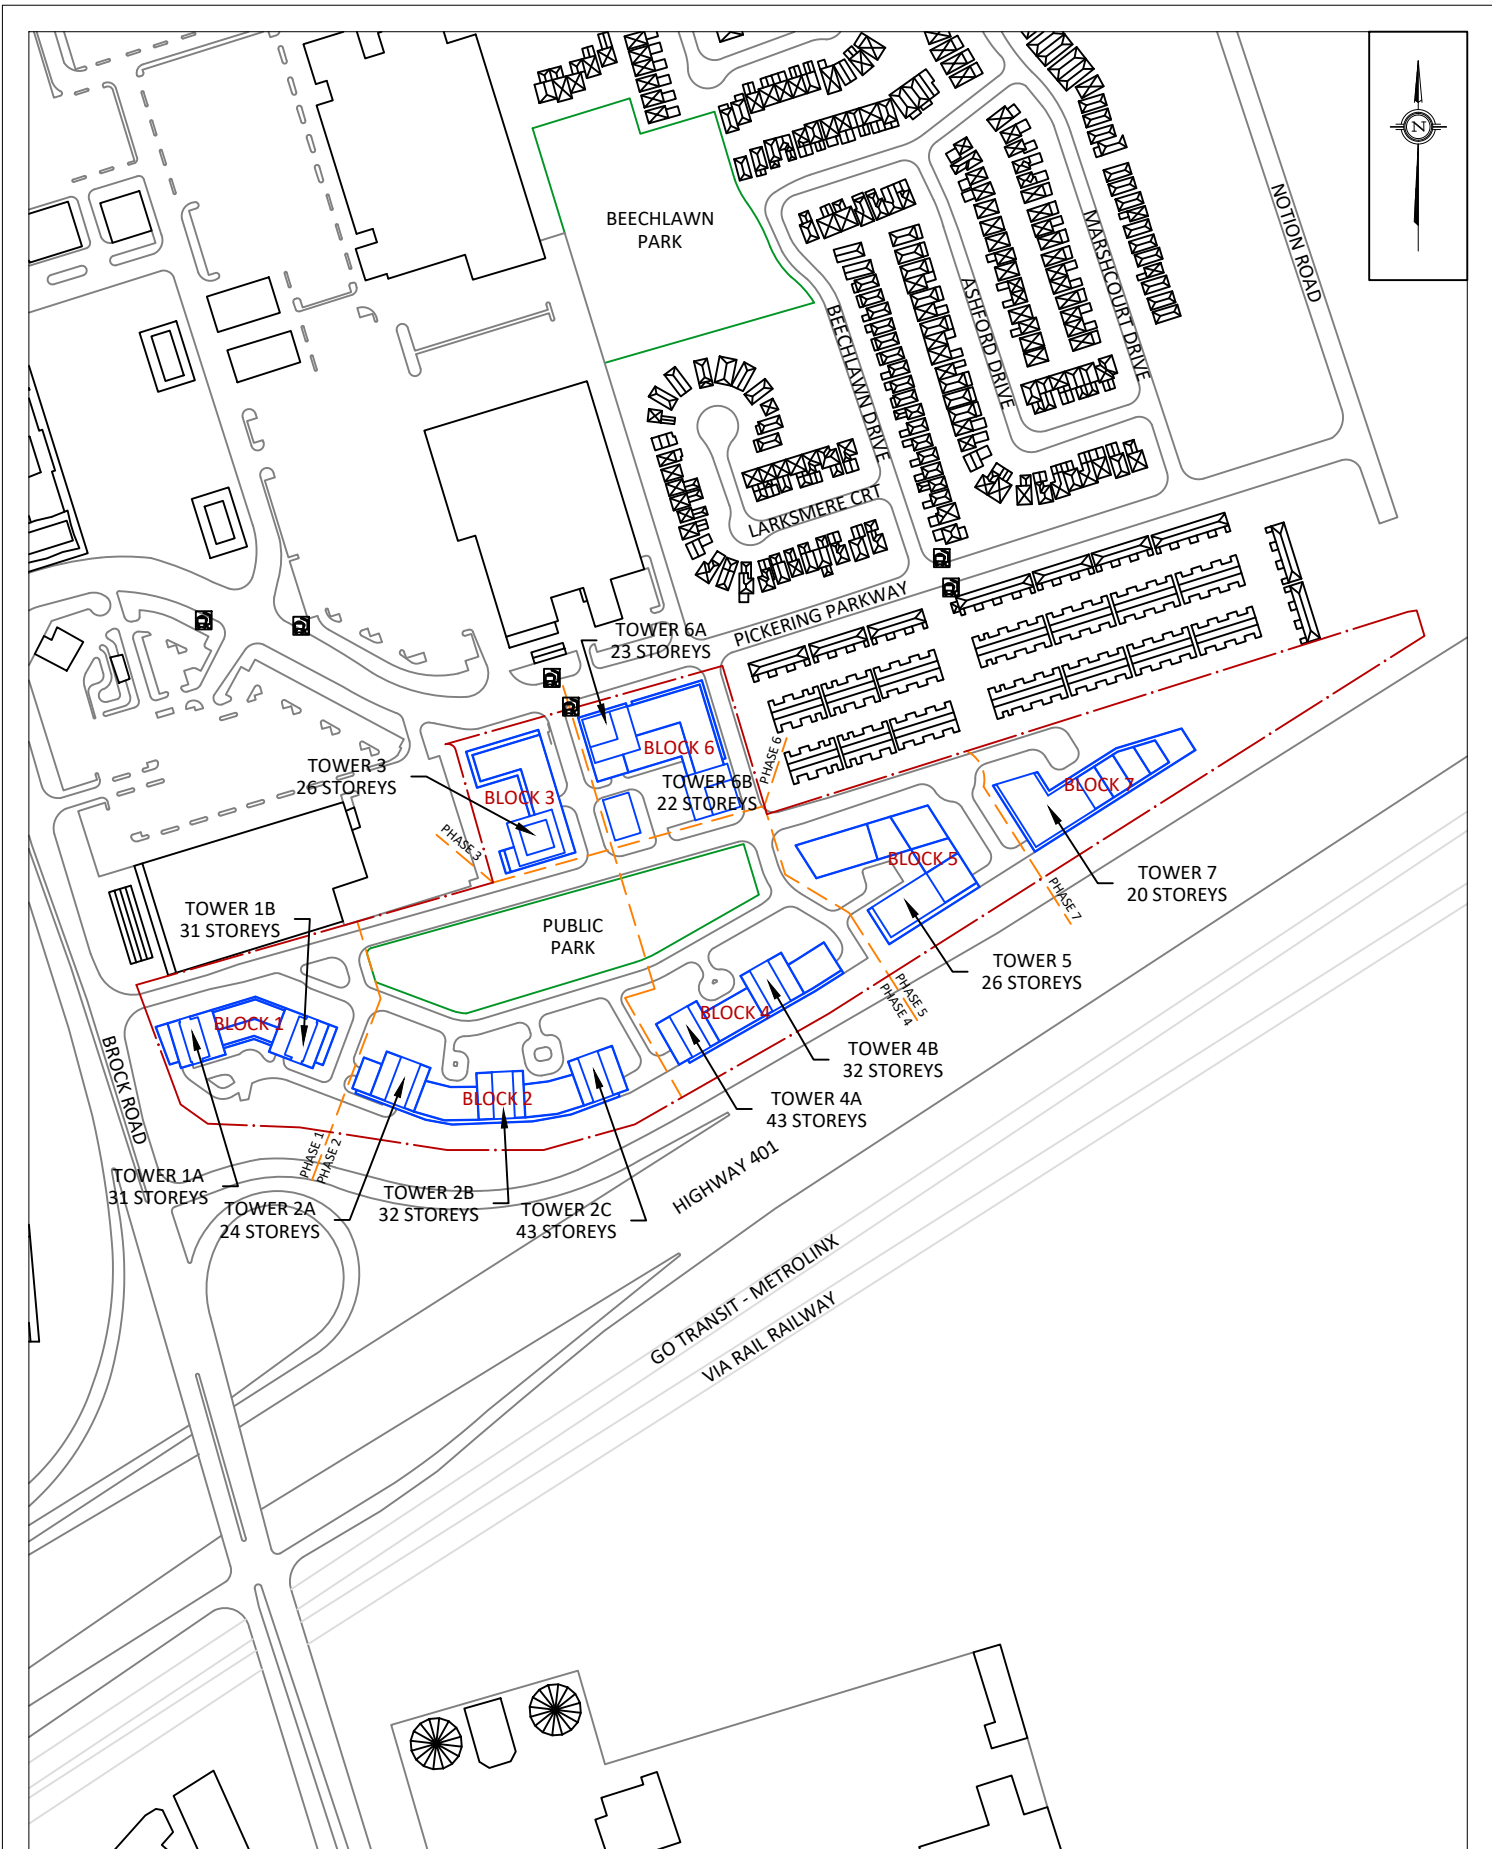 N
BEECHLAWN
PARK
NOTION ROAD
MARSHCOURT DRIVE
ASHFORD DRIVE
BEECHLAWN DRIVE
LARKSMERE CRT
PICKERING PARKWAY
TOWER 6A
23 STOREYS
BLOCK 6
PHASE 6
TOWER 3
26 STOREYS
TOWER 6B
22 STOREYS
BLOCK 3
BLOCK 7
PHASE 3
BLOCK 5
TOWER 7
20 STOREYS
PHASE 7
TOWER 1B
31 STOREYS
PUBLIC
PARK
TOWER 5
26 STOREYS
PHASE 5
PHASE 4
BLOCK 1
BLOCK 4
TOWER 4B
32 STOREYS
BROCK ROAD
BLOCK 2
TOWER 4A
43 STOREYS
PHASE 1
PHASE 2
TOWER 1A
31 STOREYS
TOWER 2A
24 STOREYS
TOWER 2B
32 STOREYS
TOWER 2C
43 STOREYS
HIGHWAY 401
GO TRANSIT - METROLINX
VIA RAIL RAILWAY